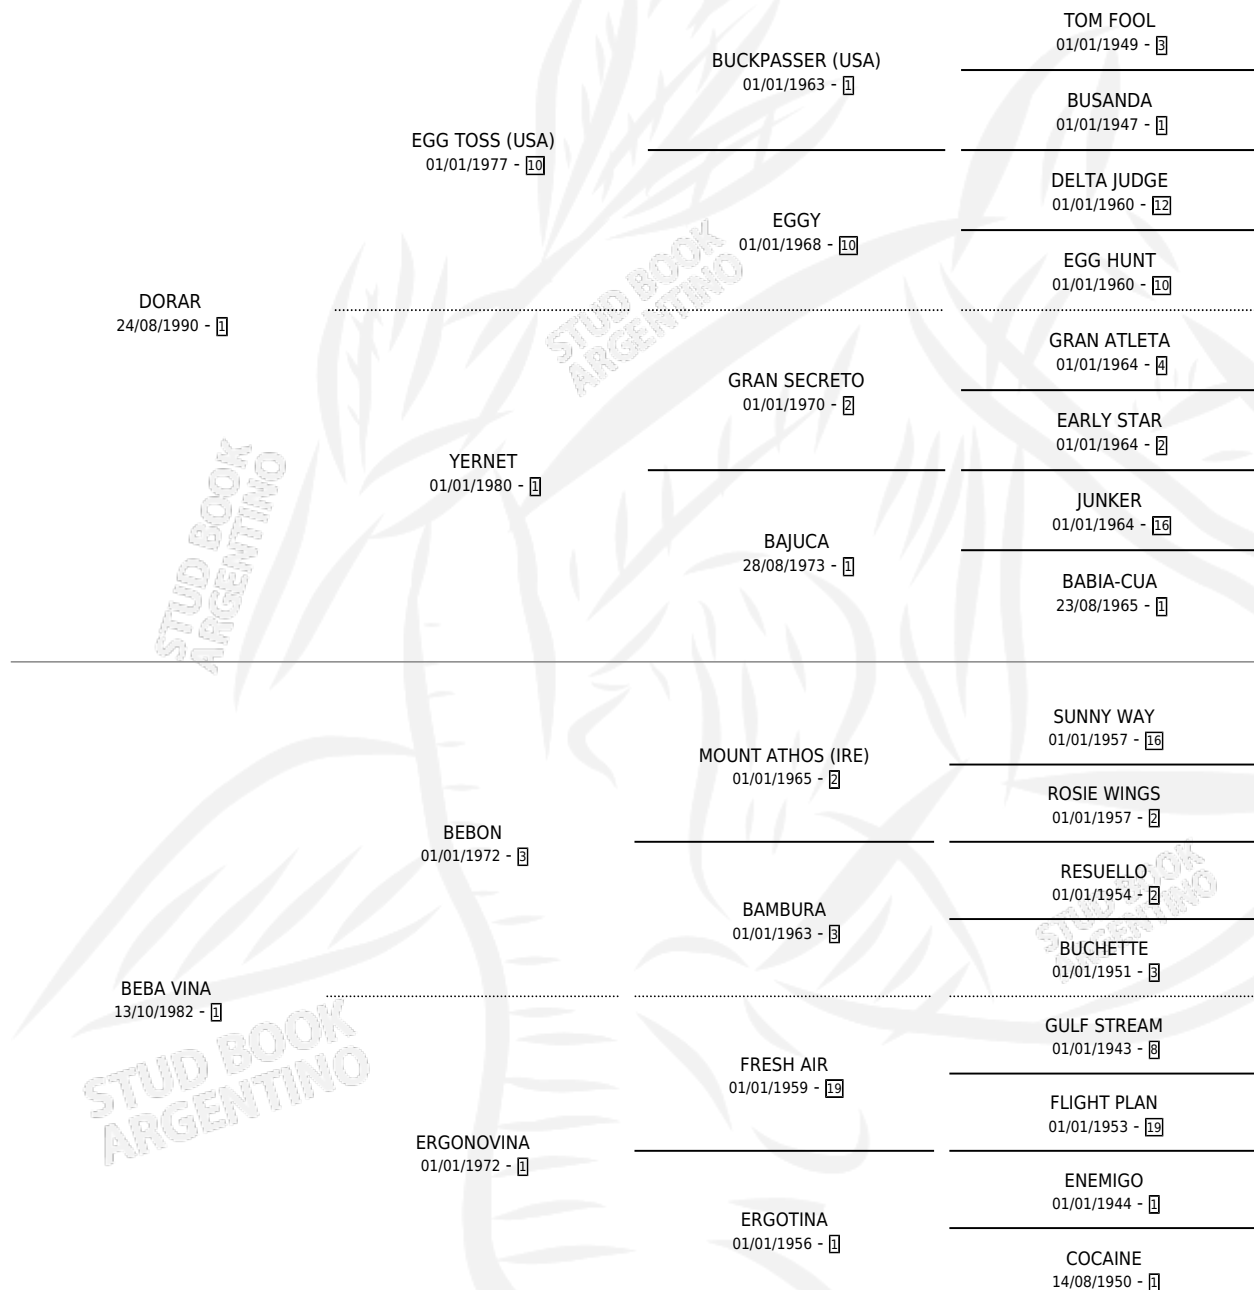 TOM FOOL
01/01/1949 - 3
BUCKPASSER (USA)
01/01/1963 - 1
BUSANDA
01/01/1947 - 1
EGG TOSS (USA)
01/01/1977 - 10
DELTA JUDGE
01/01/1960 - 12
EGGY
01/01/1968 - 10
EGG HUNT
01/01/1960 - 10
DORAR
24/08/1990 - 1
GRAN ATLETA
01/01/1964 - 4
GRAN SECRETO
01/01/1970 - 2
EARLY STAR
01/01/1964 - 2
YERNET
01/01/1980 - 1
JUNKER
01/01/1964 - 16
BAJUCA
28/08/1973 - 1
BABIA-CUA
23/08/1965 - 1
SUNNY WAY
01/01/1957 - 16
MOUNT ATHOS (IRE)
01/01/1965 - 2
ROSIE WINGS
01/01/1957 - 2
BEBON
01/01/1972 - 3
RESUELLO
01/01/1954 - 2
BAMBURA
01/01/1963 - 3
BUCHETTE
01/01/1951 - 3
BEBA VINA
13/10/1982 - 1
GULF STREAM
01/01/1943 - 8
FRESH AIR
01/01/1959 - 19
FLIGHT PLAN
01/01/1953 - 19
ERGONOVINA
01/01/1972 - 1
ENEMIGO
01/01/1944 - 1
ERGOTINA
01/01/1956 - 1
COCAINE
14/08/1950 - 1
STUD BOOK
ARGENTINO
STUD BOOK
ARGENTINO
STUD BOOK
ARGENTINO
STUD BOOK
ARGENTINO